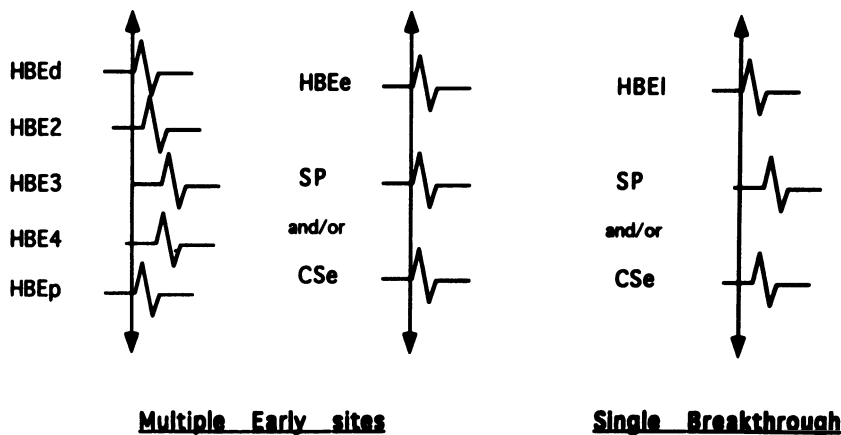 HBEd
HBE2
HBE3
HBE4
HBEp
HBEe
SP
and/or
CSe
HBEl
SP
and/or
CSe
Multiple Early sites
Single Breakthrough